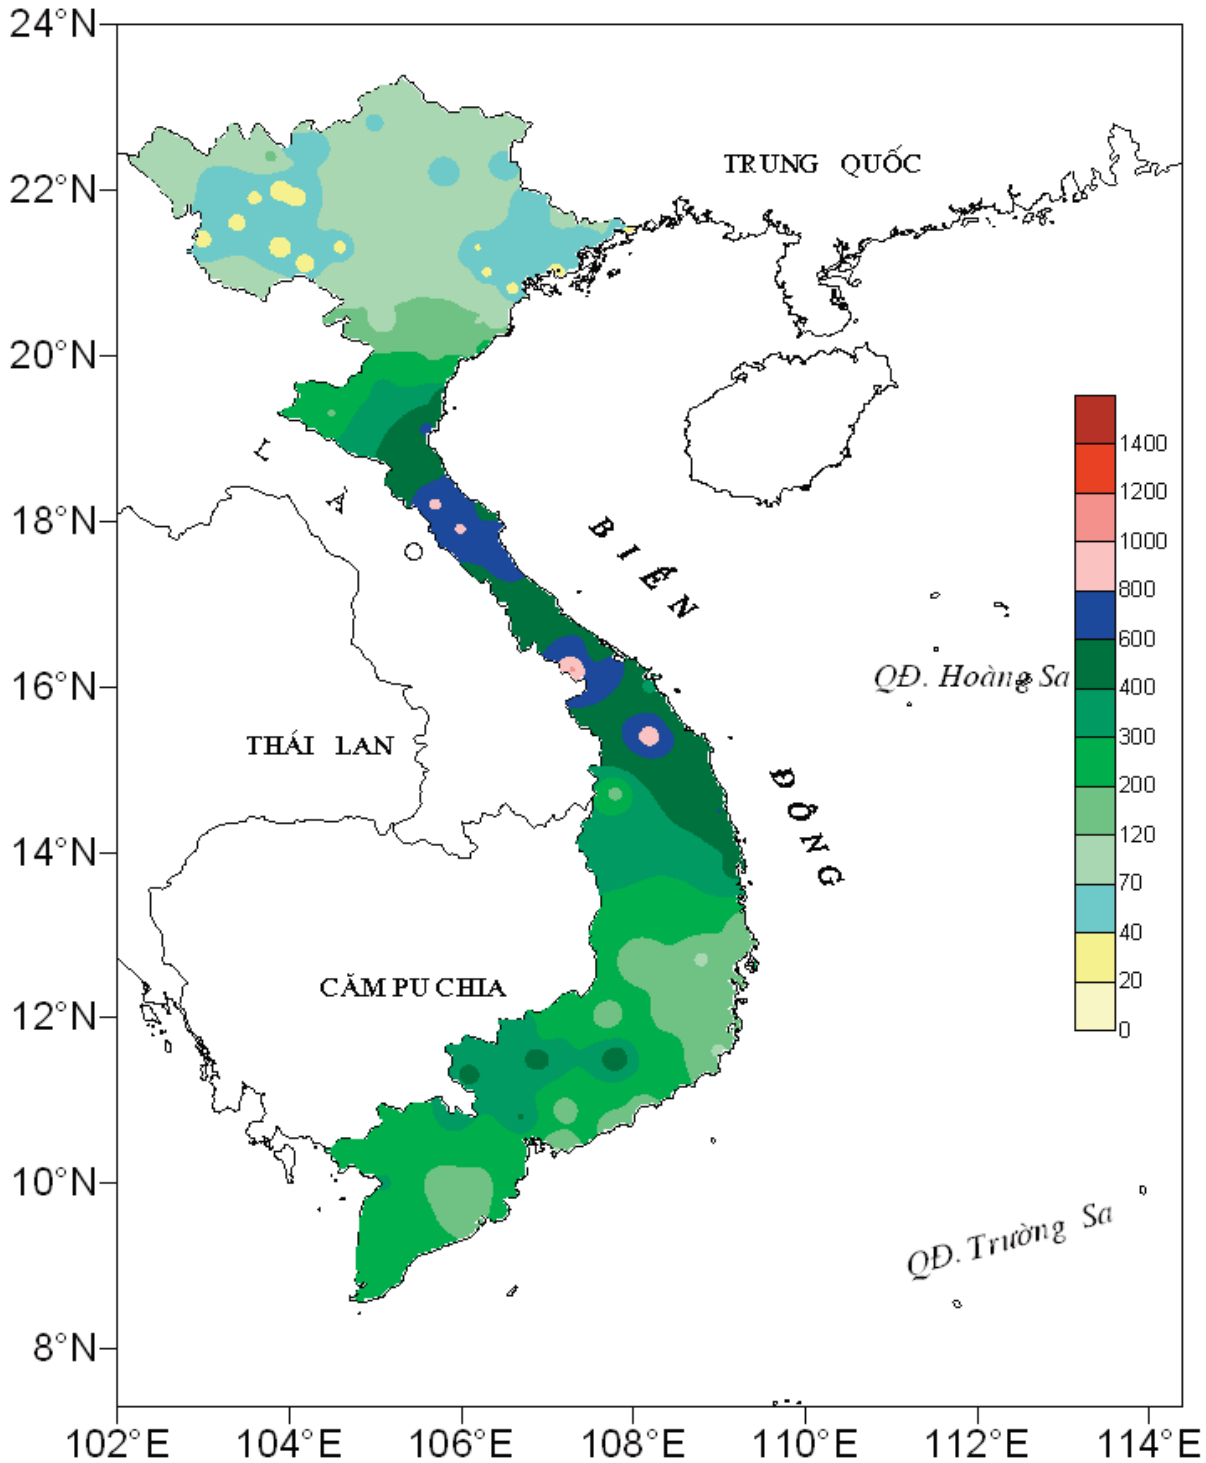 24°N
TRUNG QUỐC
22°N
20°N
1400
L
À
1200
18°N
BIỂN
O
1000
800
600
16°N
QĐ. Hoàng Sa
400
THÁI LAN
300
ĐÔNG
200
14°N
120
70
40
CĂM PU CHIA
20
12°N
0
10°N
QĐ. Trường Sa
8°N
102°E 104°E 106°E 108°E 110°E 112°E 114°E